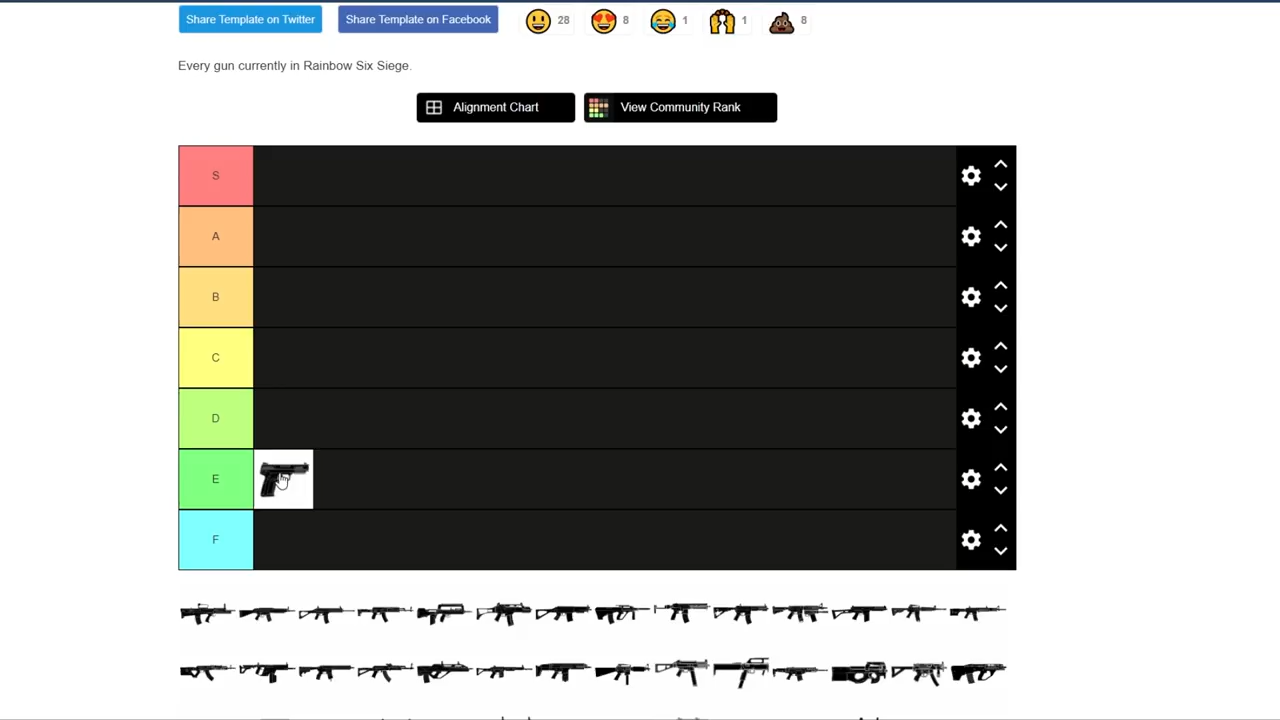 Share Template on Twitter
Share Template on Facebook
28
8
1
1
8
Every gun currently in Rainbow Six Siege.
Alignment Chart
View Community Rank
S
A
B
C
D
E
F